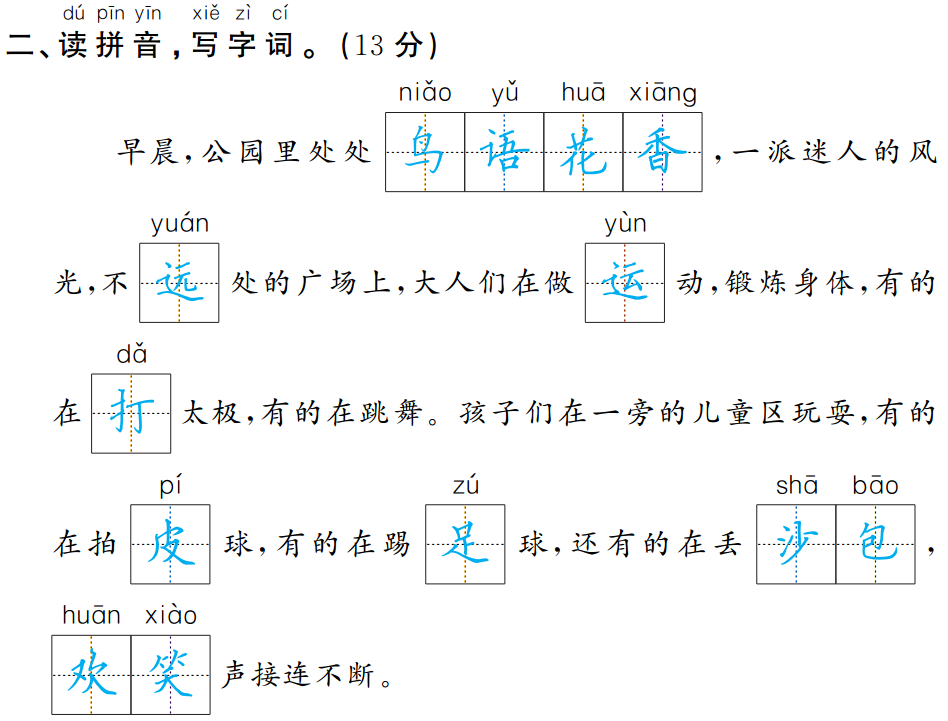 dú pīn yīn xiě zì cí
二、读拼音，写字词。(13分)
niǎo yǔ huā xiāng
早晨，公园里处处鸟语花香，一派迷人的风
yuán yùn
光，不远处的广场上，大人们在做运动，锻炼身体，有的
dǎ
在打太极，有的在跳舞。孩子们在一旁的儿童区玩耍，有的
pí zú shā bāo
在拍皮球，有的在踢足球，还有的在丢沙包，
huān xiào
欢笑声接连不断。